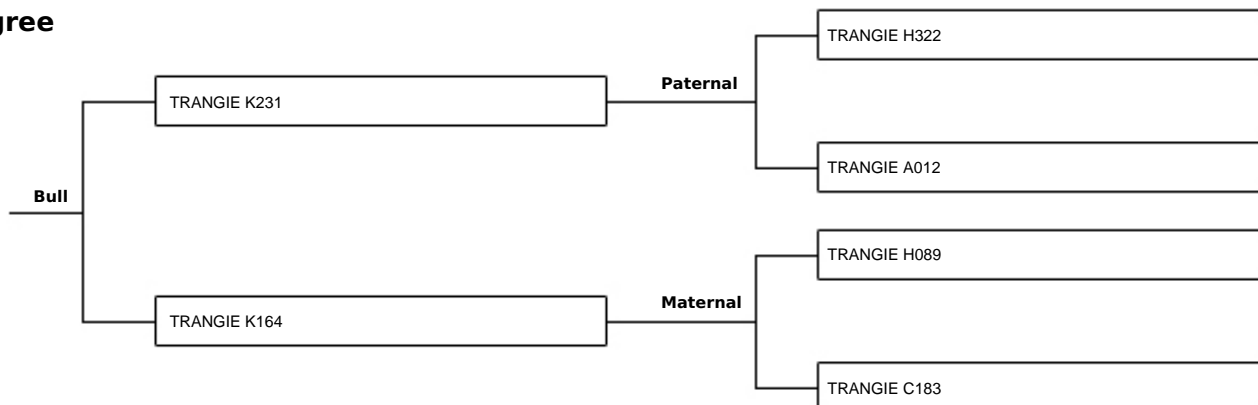 gree
TRANGIE H322
Paternal
TRANGIE K231
TRANGIE A012
Bull
TRANGIE H089
Maternal
TRANGIE K164
TRANGIE C183